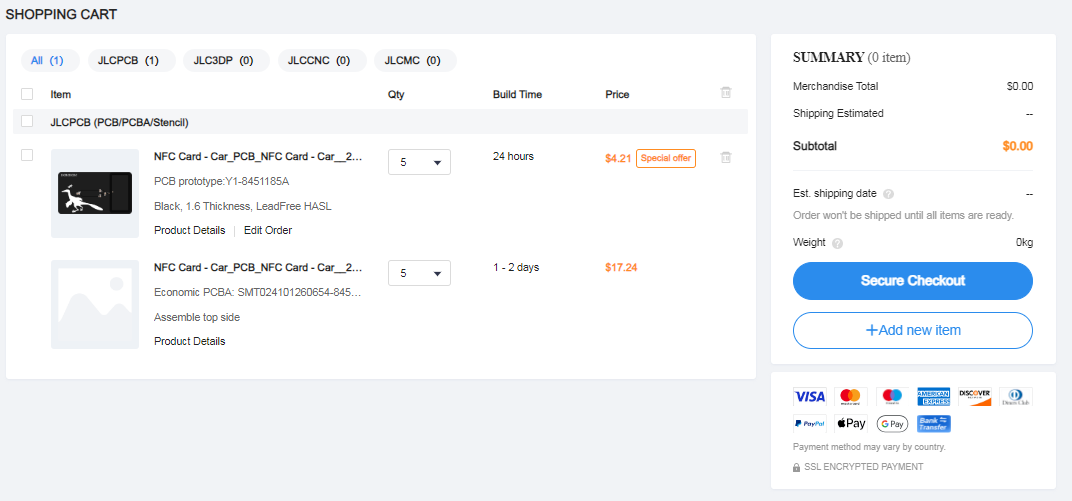 SHOPPING CART
All (1) JLCPCB (1) JLC3DP (0) JLCCNC (0) JLCMC (0)
Item Qty Build Time Price
JLCPCB (PCB/PCBA/Stencil)
NFC Card - Car_PCB_NFC Card - Car__2... 5 24 hours $4.21 Special offer
PCB prototype:Y1-8451185A
Black, 1.6 Thickness, LeadFree HASL
Product Details Edit Order
NFC Card - Car_PCB_NFC Card - Car__2... 5 1 - 2 days $17.24
Economic PCBA: SMT024101260654-845...
Assemble top side
Product Details
SUMMARY (0 item)
Merchandise Total $0.00
Shipping Estimated --
Subtotal $0.00
Est. shipping date ? --
Order won't be shipped until all items are ready.
Weight ? 0kg
Secure Checkout
+Add new item
VISA AMERICAN EXPRESS DISCOVER Diners Club
PayPal Pay G Pay Bank Transfer
Payment method may vary by country.
SSL ENCRYPTED PAYMENT